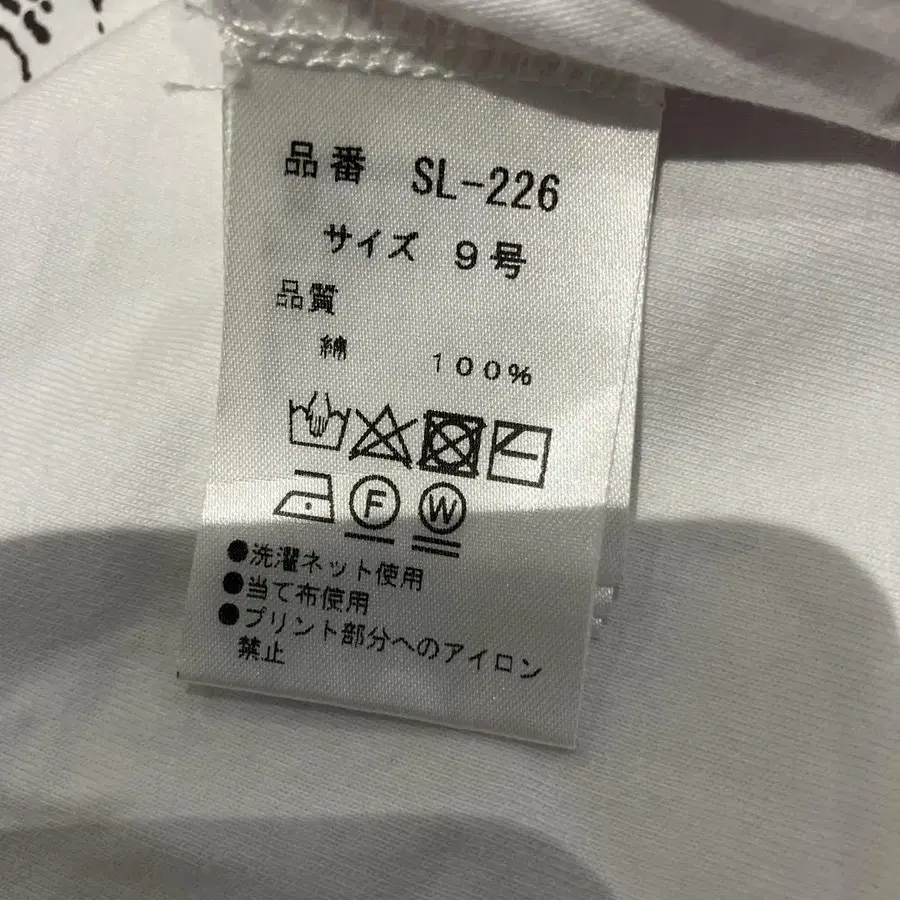 品番 SL-226
サイズ 9号
品質
綿 100%
F W
●洗濯ネット使用
●当て布使用
●プリント部分へのアイロン
禁止